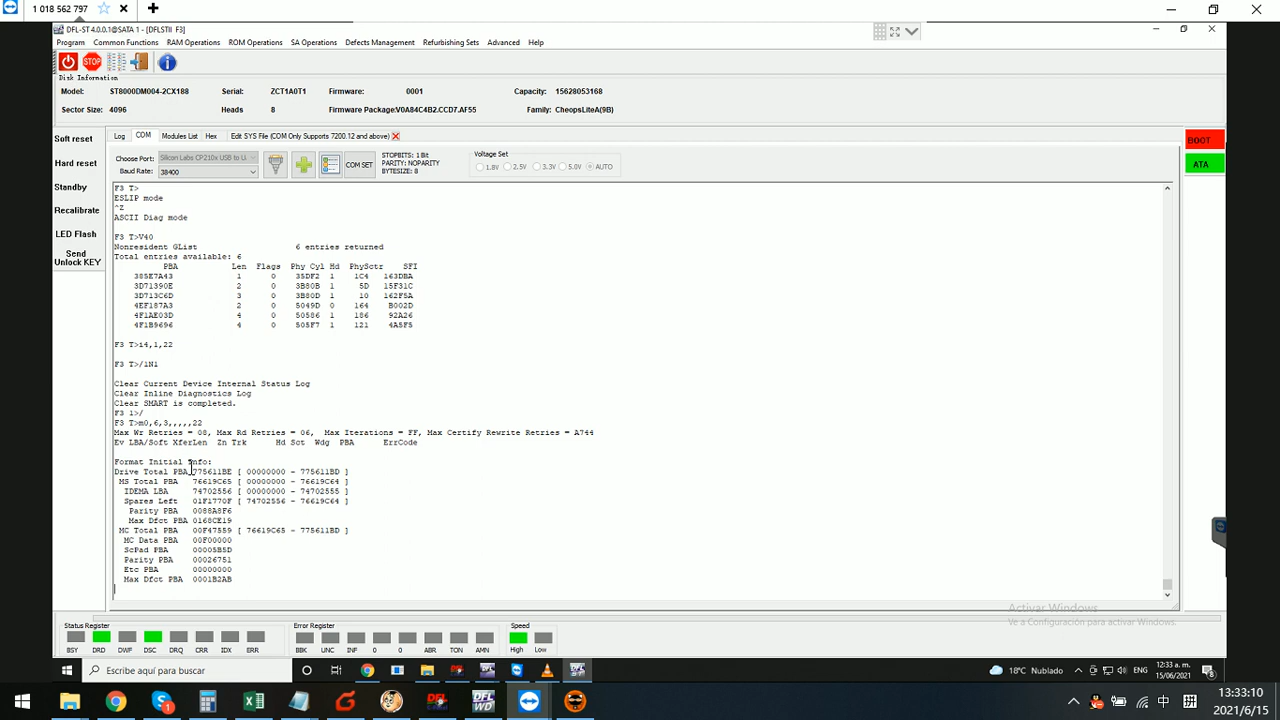 1 018 562 797
DFL-ST 4.0.0.1@SATA 1 - [DFLSTII F3]
Program Common Functions RAM Operations ROM Operations SA Operations Defects Management Refurbishing Sets Advanced Help
STOP
Disk Information
Model: ST8000DM004-2CX188 Serial: ZCT1A0T1 Firmware: 0001 Capacity: 15628053168
Sector Size: 4096 Heads 8 Firmware Package:V0A84C4B2.CCD7.AF55 Family: CheopsLiteA(9B)
Soft reset
Hard reset
Standby
Recalibrate
LED Flash
Send
Unlock KEY
Log COM Modules List Hex Edit SYS File (COM Only Supports 7200.12 and above)
BOOT
ATA
Choose Port: Silicon Labs CP210x USB to U
Baud Rate: 38400
COM SET
STOPBITS: 1 Bit
PARITY: NOPARITY
BYTESIZE: 8
Voltage Set
1.8V 2.5V 3.3V 5.0V AUTO
F3 T>
ESLIP mode
^Z
ASCII Diag mode
F3 T>V40
Nonresident GList 6 entries returned
Total entries available: 6
PBA Len Flags Phy Cyl Hd PhySctr SFI
385E7A43 1 0 35DF2 1 1C4 163DBA
3D71390E 2 0 3B80B 1 5D 15F31C
3D713C6D 3 0 3B80D 1 10 162F5A
4EF187A3 2 0 5049D 0 164 B002D
4F1AE03D 4 0 50586 1 186 92A26
4F1B9696 4 0 505F7 1 121 4A5F5
F3 T>i4,1,22
F3 T>/1N1
Clear Current Device Internal Status Log
Clear Inline Diagnostics Log
Clear SMART is completed.
F3 1>/
F3 T>m0,6,3,,,,,22
Max Wr Retries = 08, Max Rd Retries = 06, Max Iterations = FF, Max Certify Rewrite Retries = A744
Ev LBA/Soft XferLen Zn Trk Hd Sct Wdg PBA ErrCode
Format Initial Info:
Drive Total PBA 775611BE [ 00000000 - 775611BD ]
MS Total PBA 76619C65 [ 00000000 - 76619C64 ]
IDEMA LBA 74702556 [ 00000000 - 74702555 ]
Spares Left 01F1770F [ 74702556 - 76619C64 ]
Parity PBA 0088A8F6
Max Dfct PBA 0168CE19
MC Total PBA 00F47559 [ 76619C65 - 775611BD ]
MC Data PBA 00F00000
ScPad PBA 00005B5D
Parity PBA 00026751
Etc PBA 00000000
Max Dfct PBA 0001B2AB
Activar Windows
Ve a Configuración para activar Windows.
Status Register Error Register Speed
BSY DRD DWF DSC DRQ CRR IDX ERR BBK UNC INF 0 0 ABR TON AMN High Low
Escribe aquí para buscar
18°C Nublado ENG 12:33 a. m.
15/06/2021
DFL WD
中 拼 13:33:10
2021/6/15